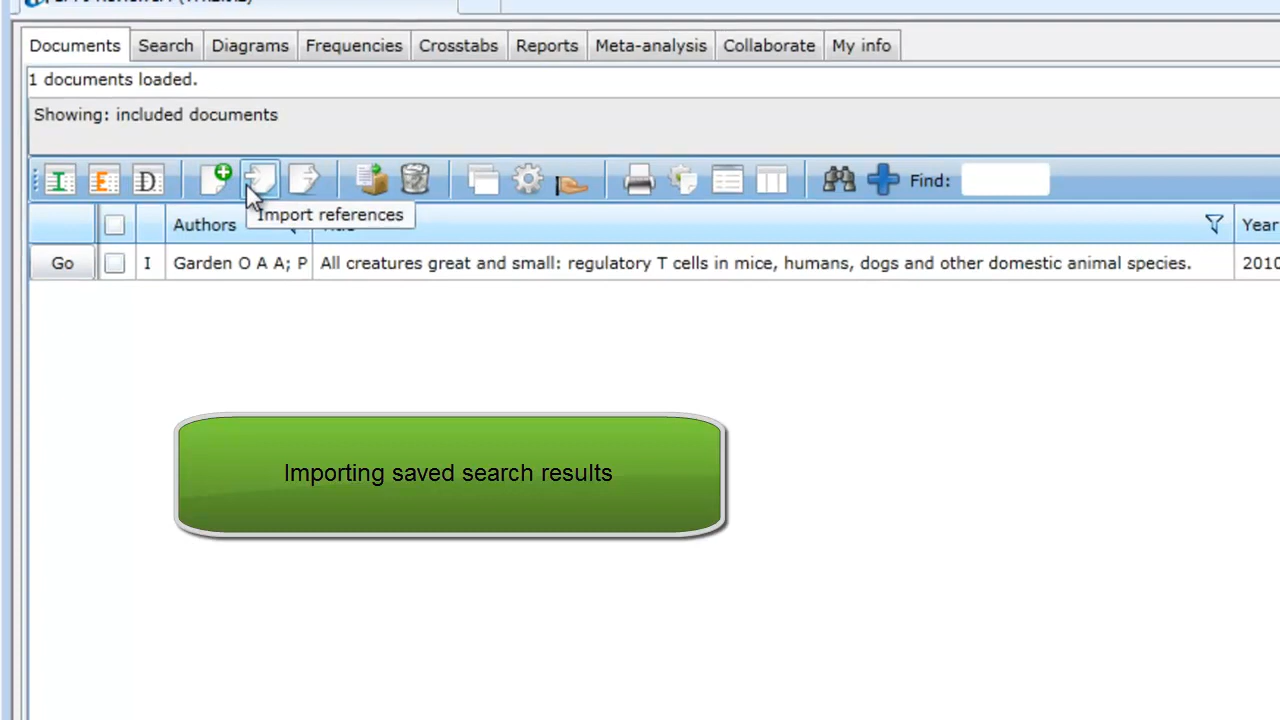 Documents Search Diagrams Frequencies Crosstabs Reports Meta-analysis Collaborate My info
1 documents loaded.
Showing: included documents
I E D Find:
Import references
Authors Year
Go I Garden O A A; P All creatures great and small: regulatory T cells in mice, humans, dogs and other domestic animal species. 2010
Importing saved search results